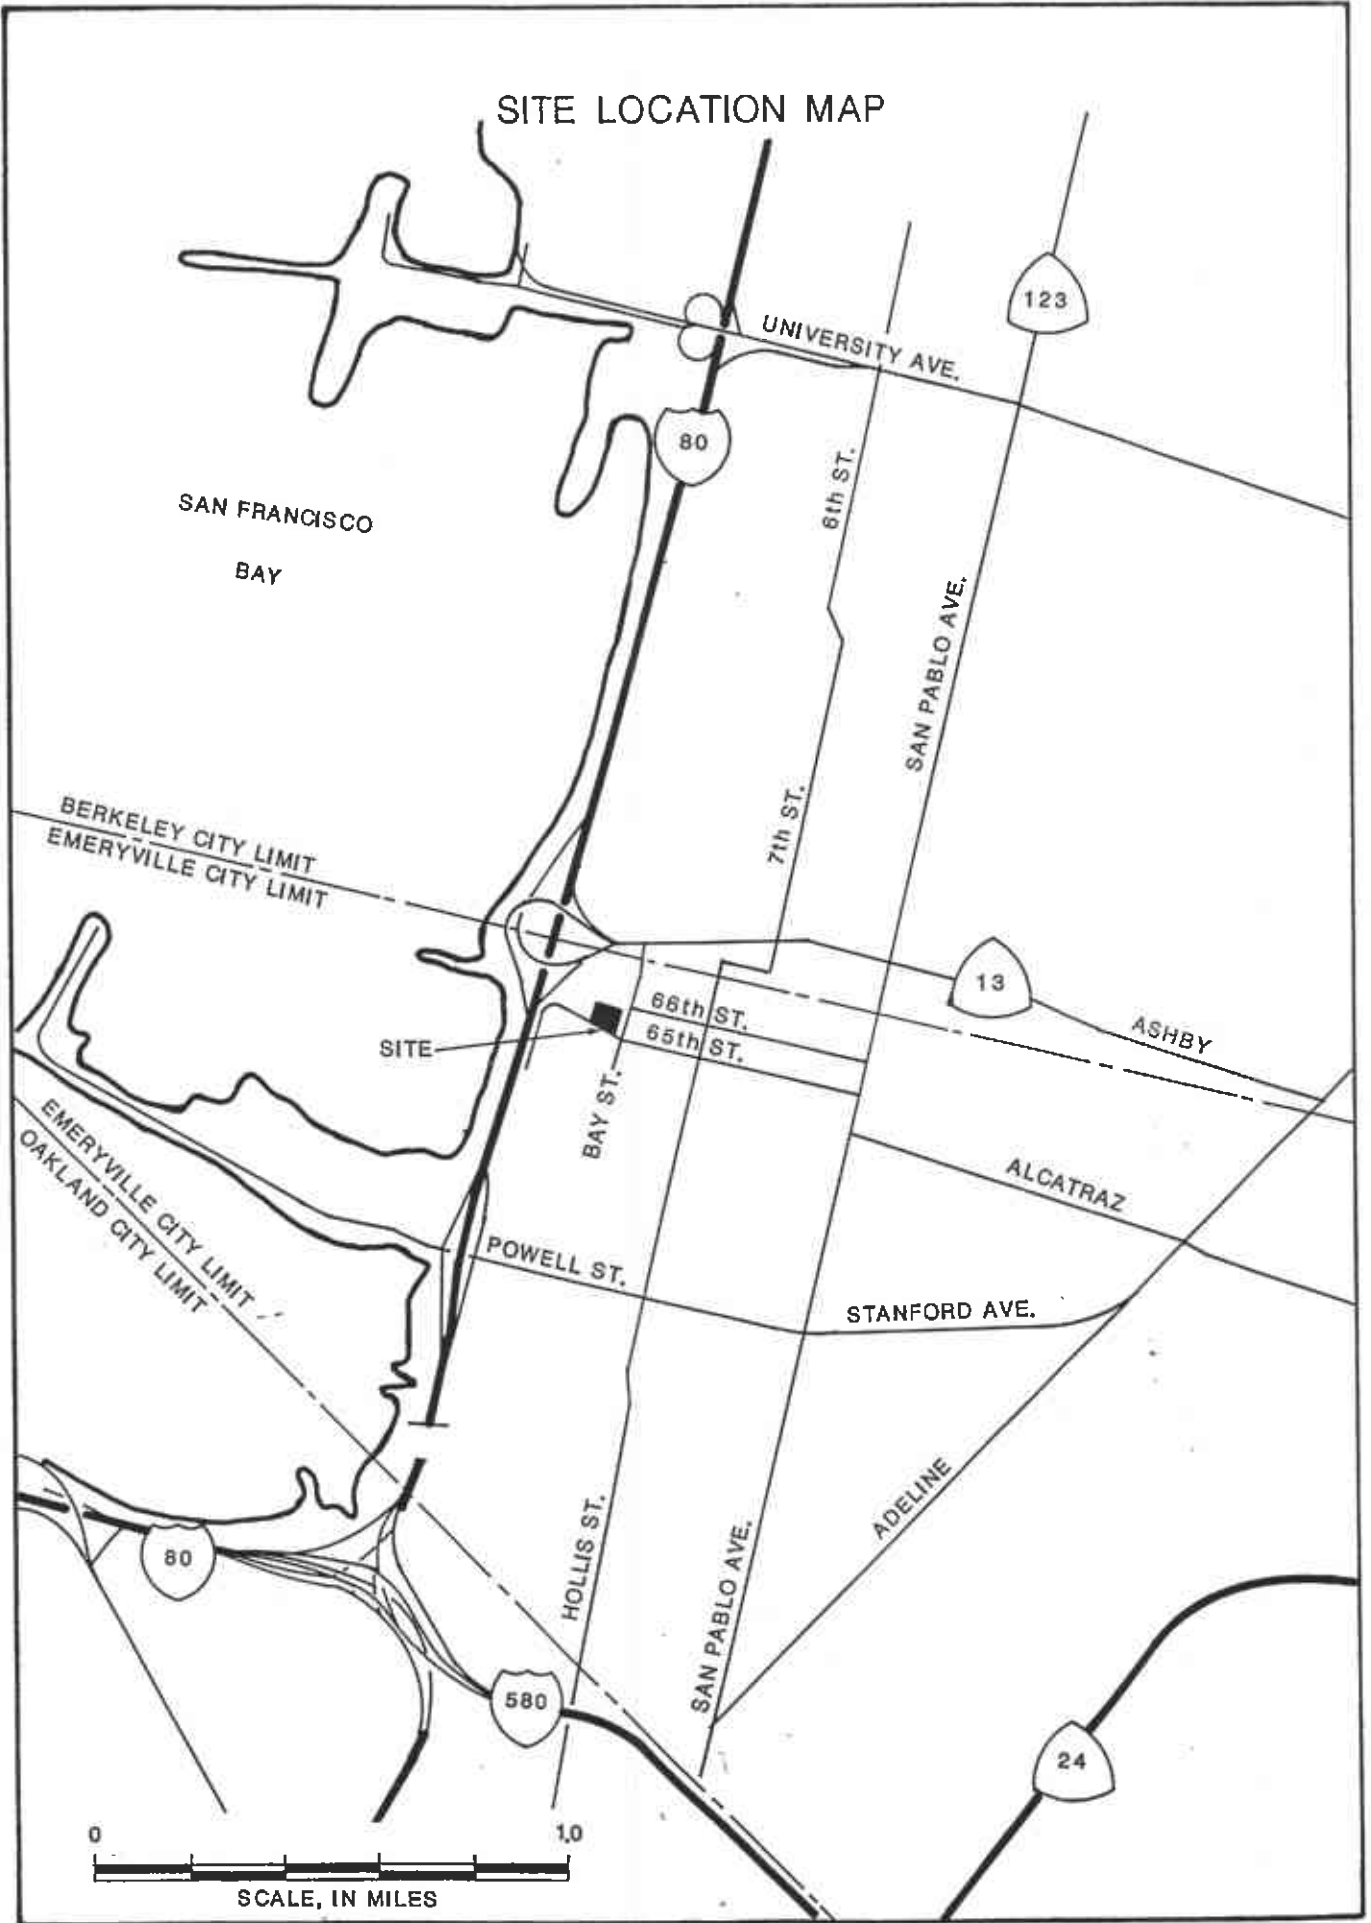 SITE LOCATION MAP
123
UNIVERSITY AVE.
80
6th ST.
SAN FRANCISCO
BAY
SAN PABLO AVE.
7th ST.
BERKELEY CITY LIMIT
EMERYVILLE CITY LIMIT
13
66th ST.
65th ST.
ASHBY
SITE
BAY ST.
EMERYVILLE CITY LIMIT
OAKLAND CITY LIMIT
ALCATRAZ
POWELL ST.
STANFORD AVE.
ADELINE
HOLLIS ST.
SAN PABLO AVE.
80
580
24
0
1.0
SCALE, IN MILES